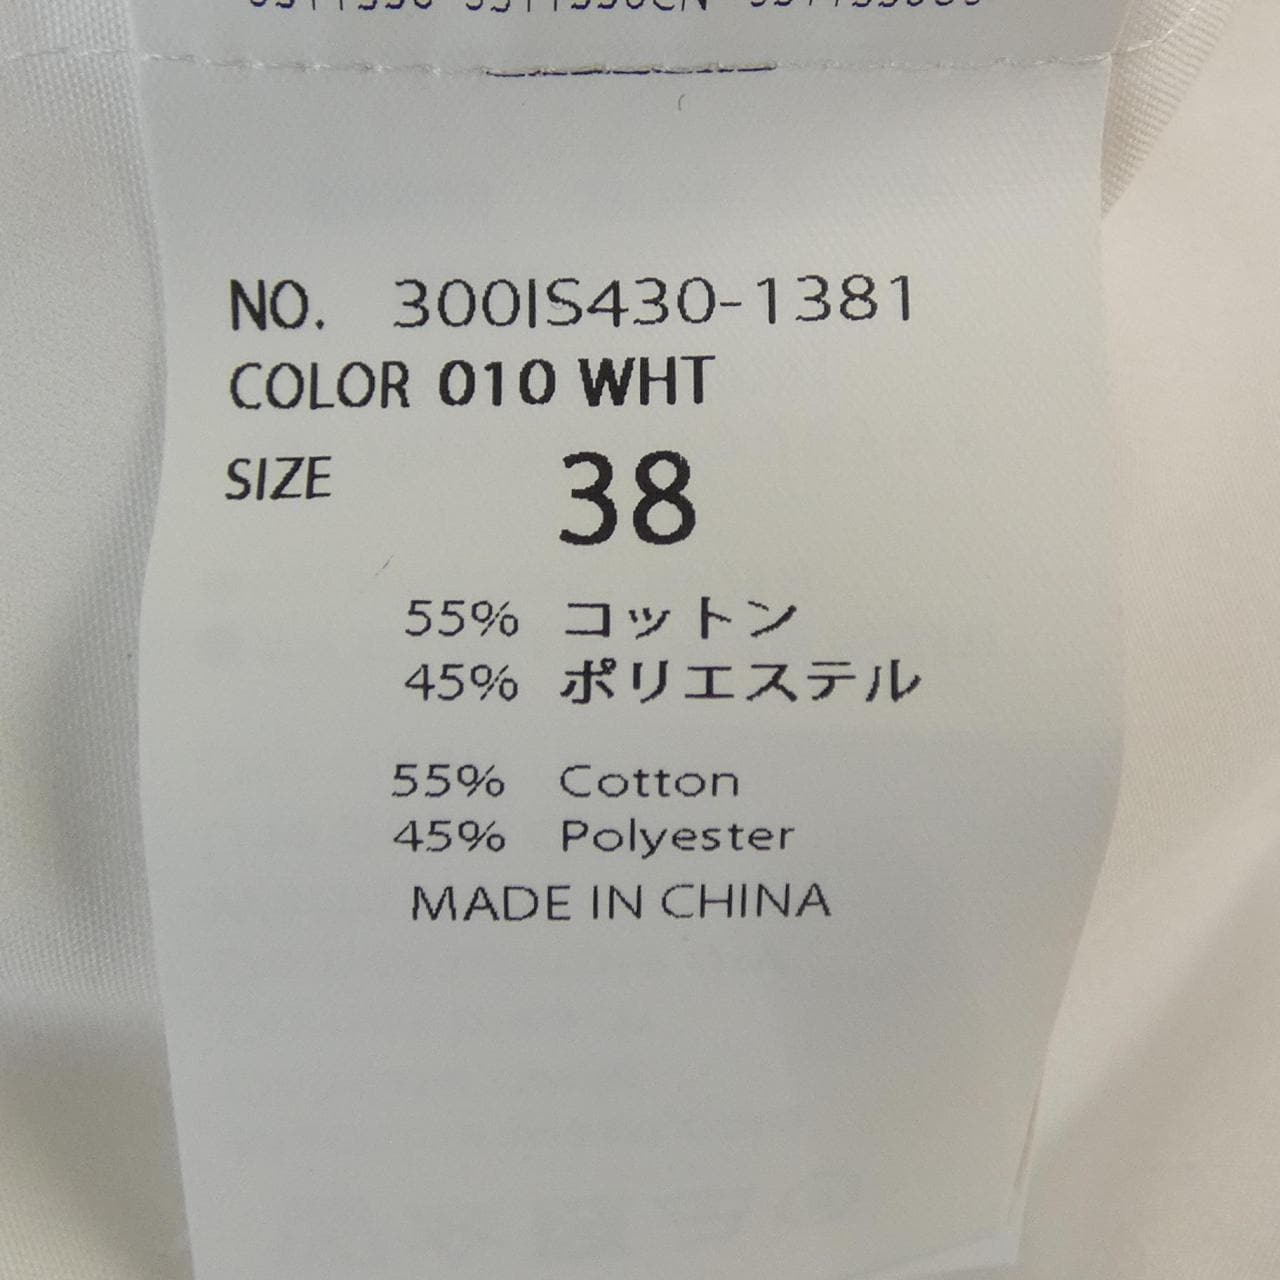 NO. 300IS430-1381
COLOR 010 WHT
SIZE 38
55% コットン
45% ポリエステル
55% Cotton
45% Polyester
MADE IN CHINA